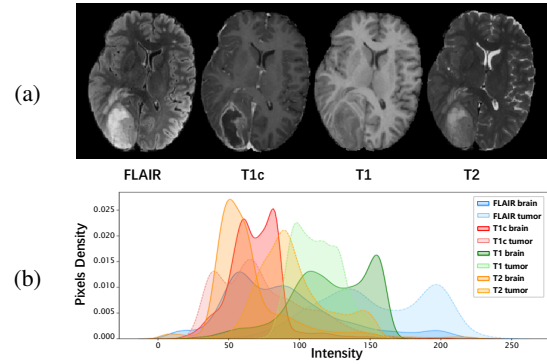 (a)
FLAIR T1c T1 T2
(b)
Pixels Density
0.025
0.020
0.015
0.010
0.005
0.000
0 50 100 150 200 250
Intensity
FLAIR brain
FLAIR tumor
T1c brain
T1c tumor
T1 brain
T1 tumor
T2 brain
T2 tumor